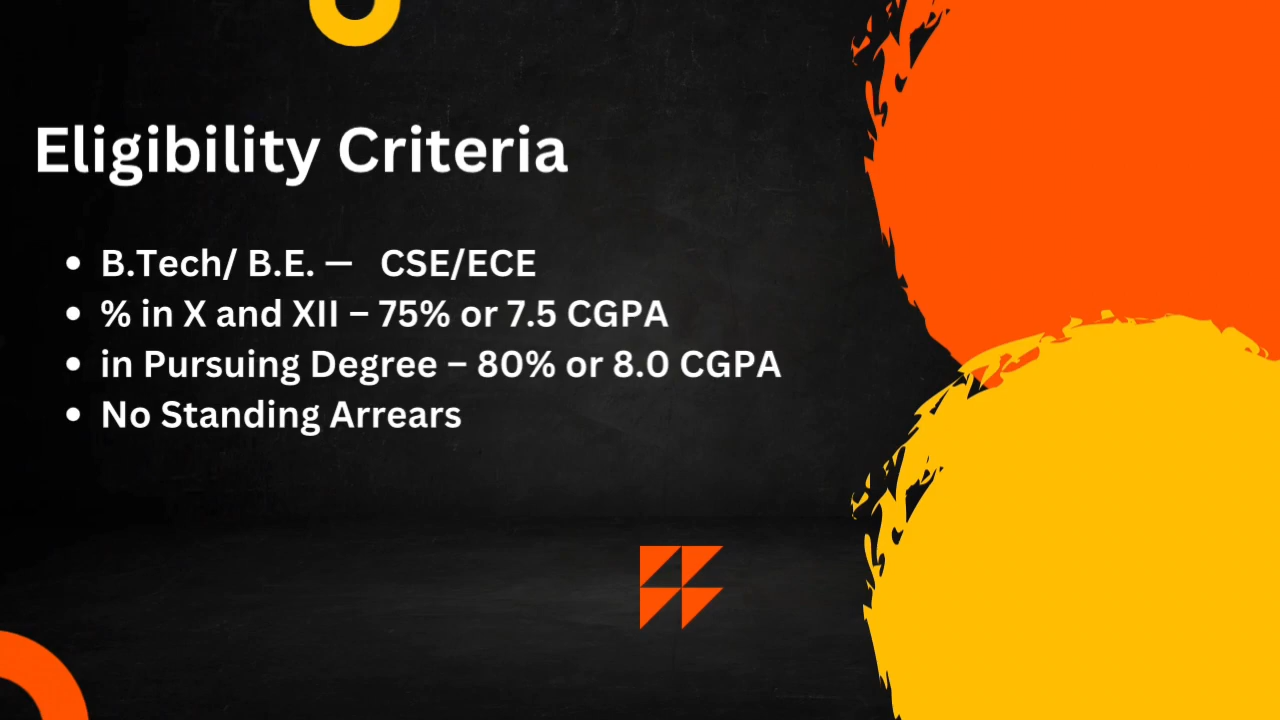 Eligibility Criteria
• B.Tech/ B.E. — CSE/ECE
• % in X and XII – 75% or 7.5 CGPA
• in Pursuing Degree – 80% or 8.0 CGPA
• No Standing Arrears